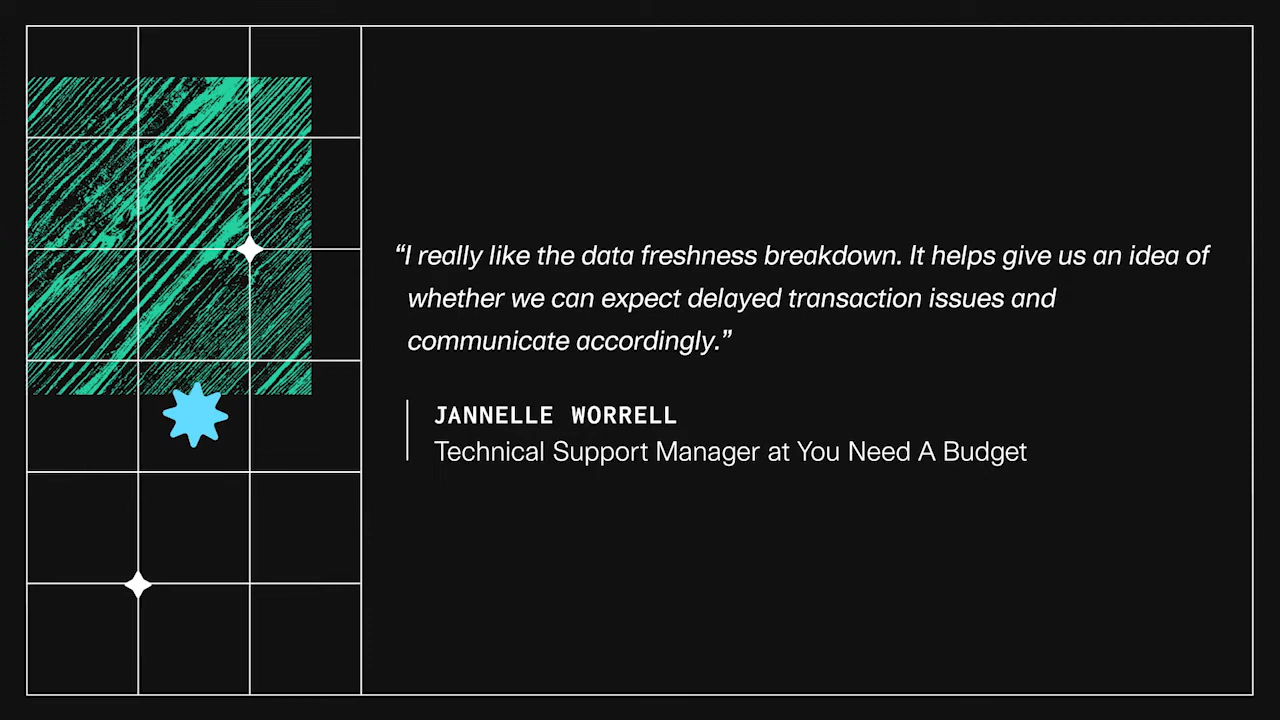 “I really like the data freshness breakdown. It helps give us an idea of
whether we can expect delayed transaction issues and
communicate accordingly.”
JANNELLE WORRELL
Technical Support Manager at You Need A Budget